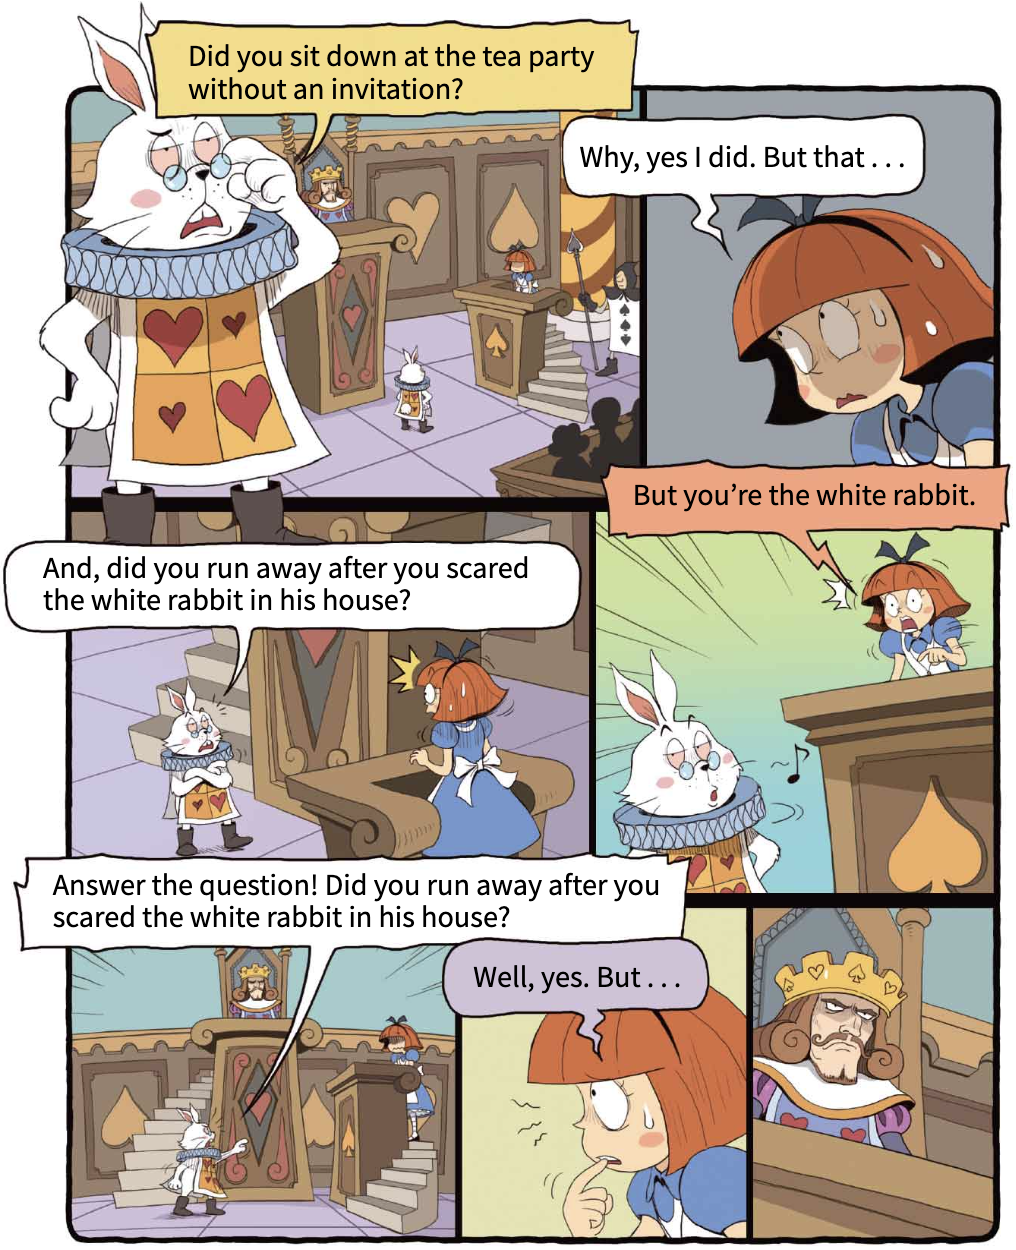 Did you sit down at the tea party
without an invitation?
Why, yes I did. But that . . .
And, did you run away after you scared
the white rabbit in his house?
But you’re the white rabbit.
Answer the question! Did you run away after you
scared the white rabbit in his house?
Well, yes. But . . .